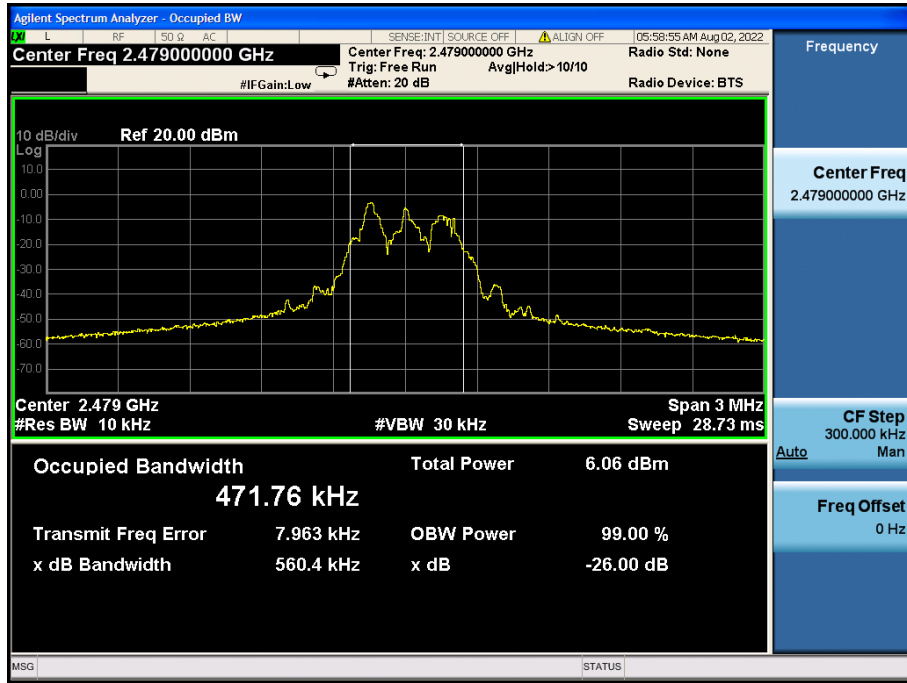 Agilent Spectrum Analyzer - Occupied BW
LXI L RF 50 Ω AC SENSE:INT SOURCE OFF ALIGN OFF 05:58:55 AM Aug 02, 2022
Center Freq 2.479000000 GHz
Center Freq: 2.479000000 GHz
Radio Std: None
Trig: Free Run Avg|Hold:>10/10
#IFGain:Low
#Atten: 20 dB
Radio Device: BTS
10 dB/div Ref 20.00 dBm
Log
10.0
0.00
-10.0
-20.0
-30.0
-40.0
-50.0
-60.0
-70.0
Center 2.479 GHz Span 3 MHz
#Res BW 10 kHz #VBW 30 kHz Sweep 28.73 ms
Occupied Bandwidth Total Power 6.06 dBm
471.76 kHz
Transmit Freq Error 7.963 kHz OBW Power 99.00 %
x dB Bandwidth 560.4 kHz x dB -26.00 dB
Frequency
Center Freq
2.479000000 GHz
CF Step
300.000 kHz
Auto Man
Freq Offset
0 Hz
MSG STATUS